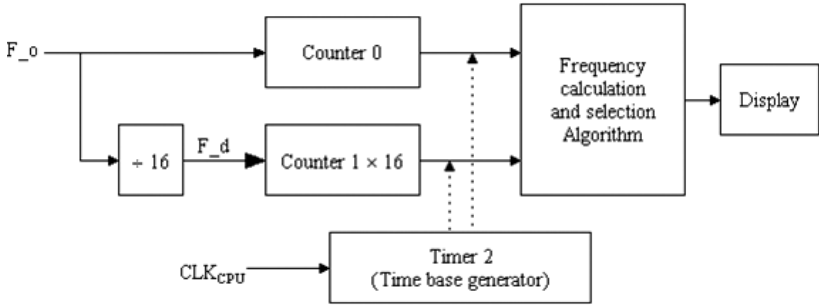 F_o
Counter 0
Frequency
calculation
and selection
Algorithm
Display
÷ 16
F_d
Counter 1 × 16
CLKCPU
Timer 2
(Time base generator)